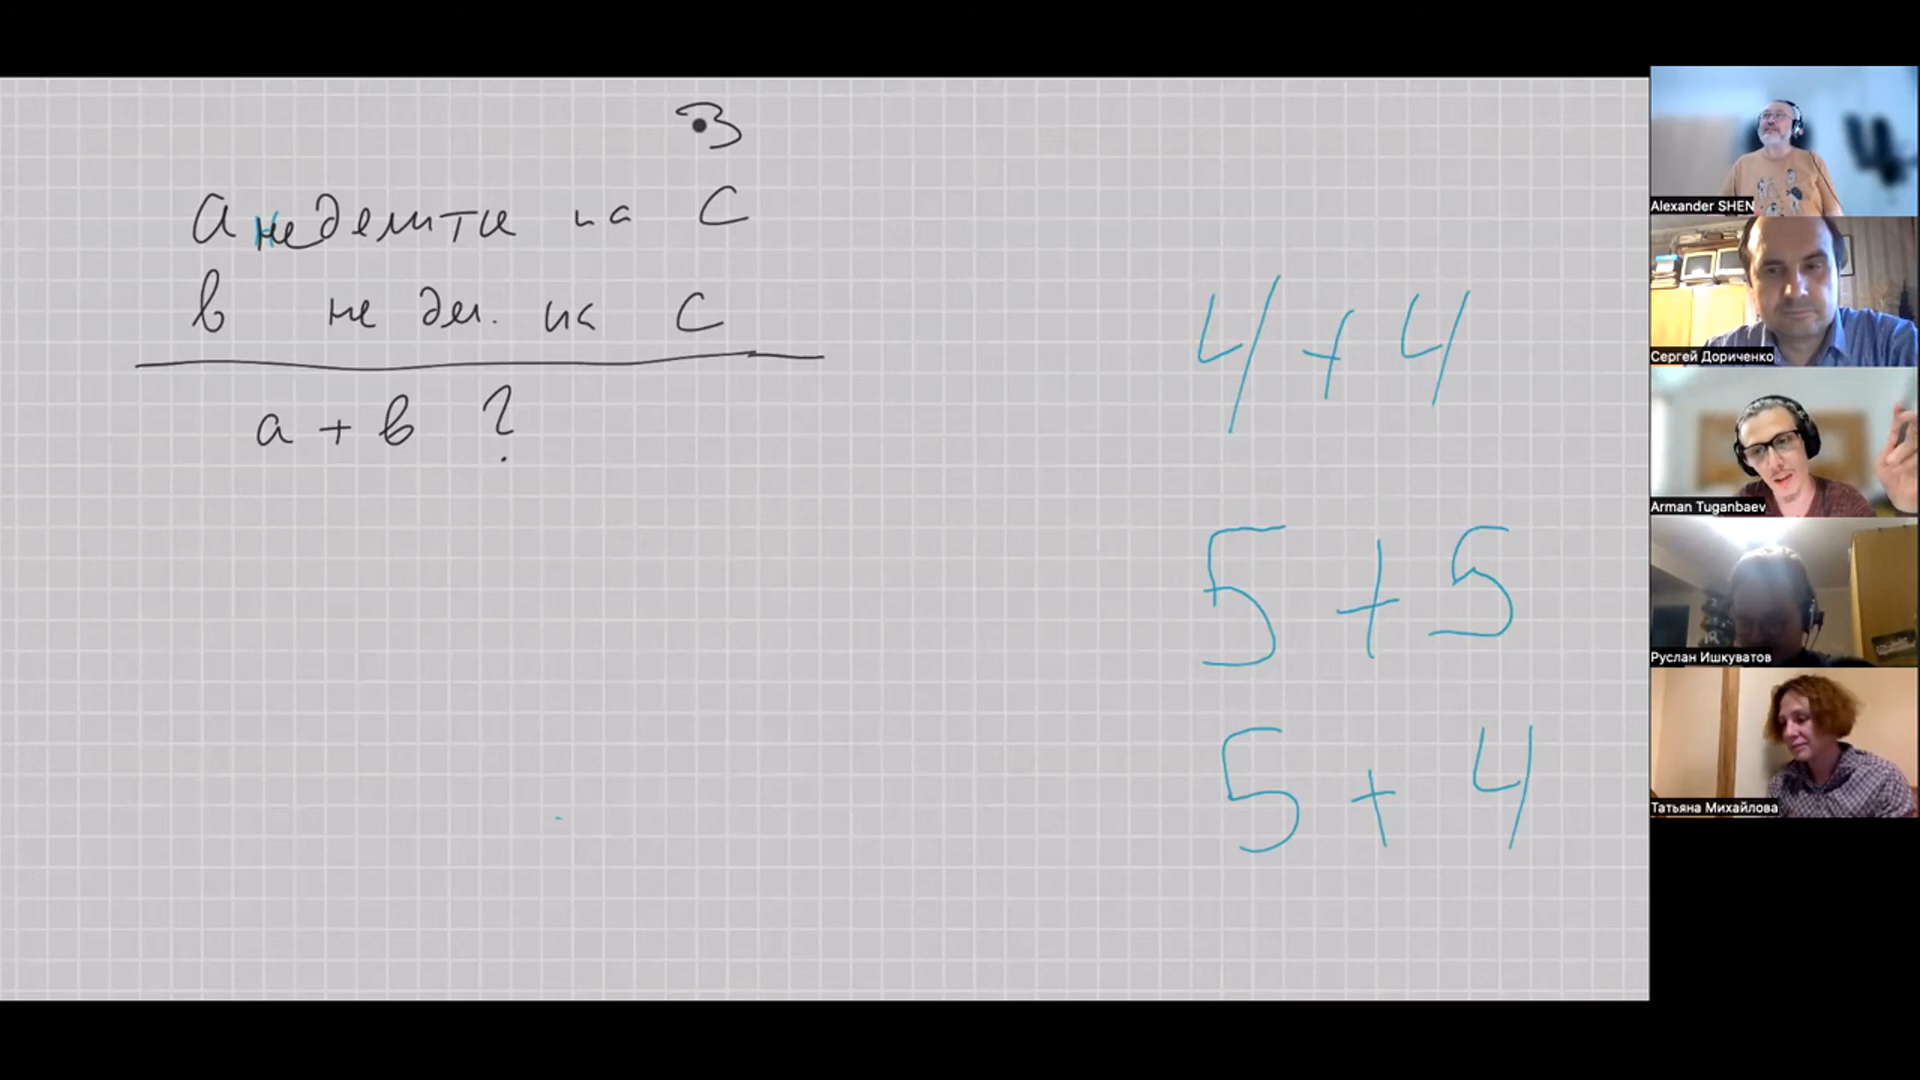 3
а не делится на с
в не дел. на с
а + в ?
4 + 4
5 + 5
5 + 4
Alexander SHEN
Сергей Дориченко
Arman Tuganbaev
Руслан Ишкуватов
Татьяна Михайлова